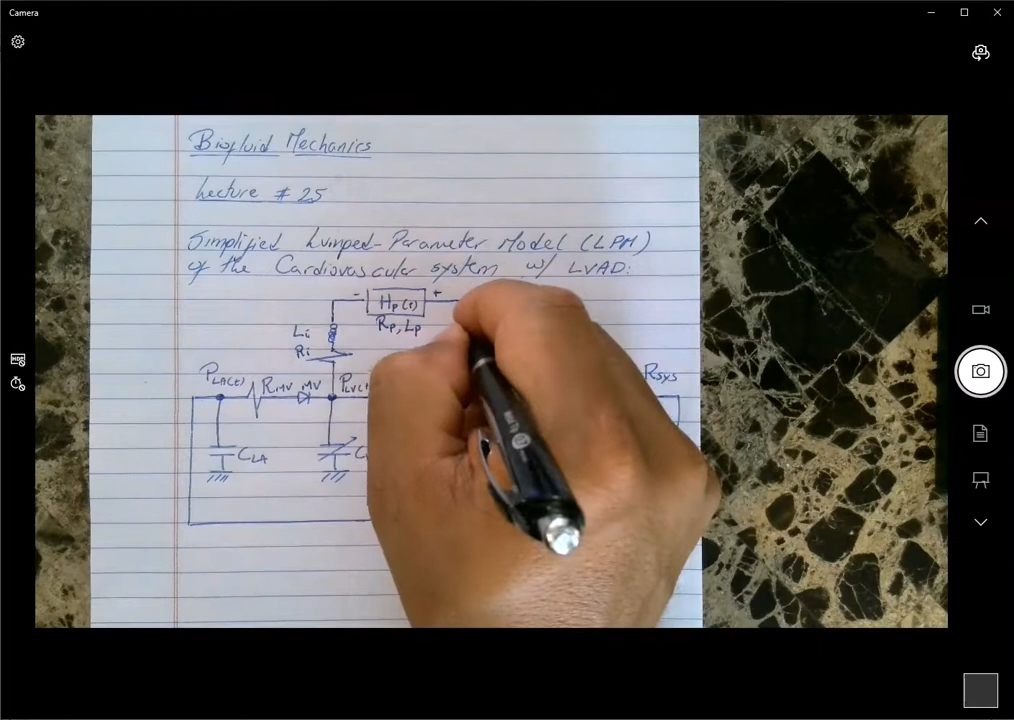 Camera
Biofluid Mechanics
Lecture # 25
Simplified Lumped-Parameter Model (LPM)
of the Cardiovascular system w/ LVAD:
- Hp(t) +
Rp, Lp
Li
Ri
PLA(t) RMV MV PLV(t RSYS
CLA C